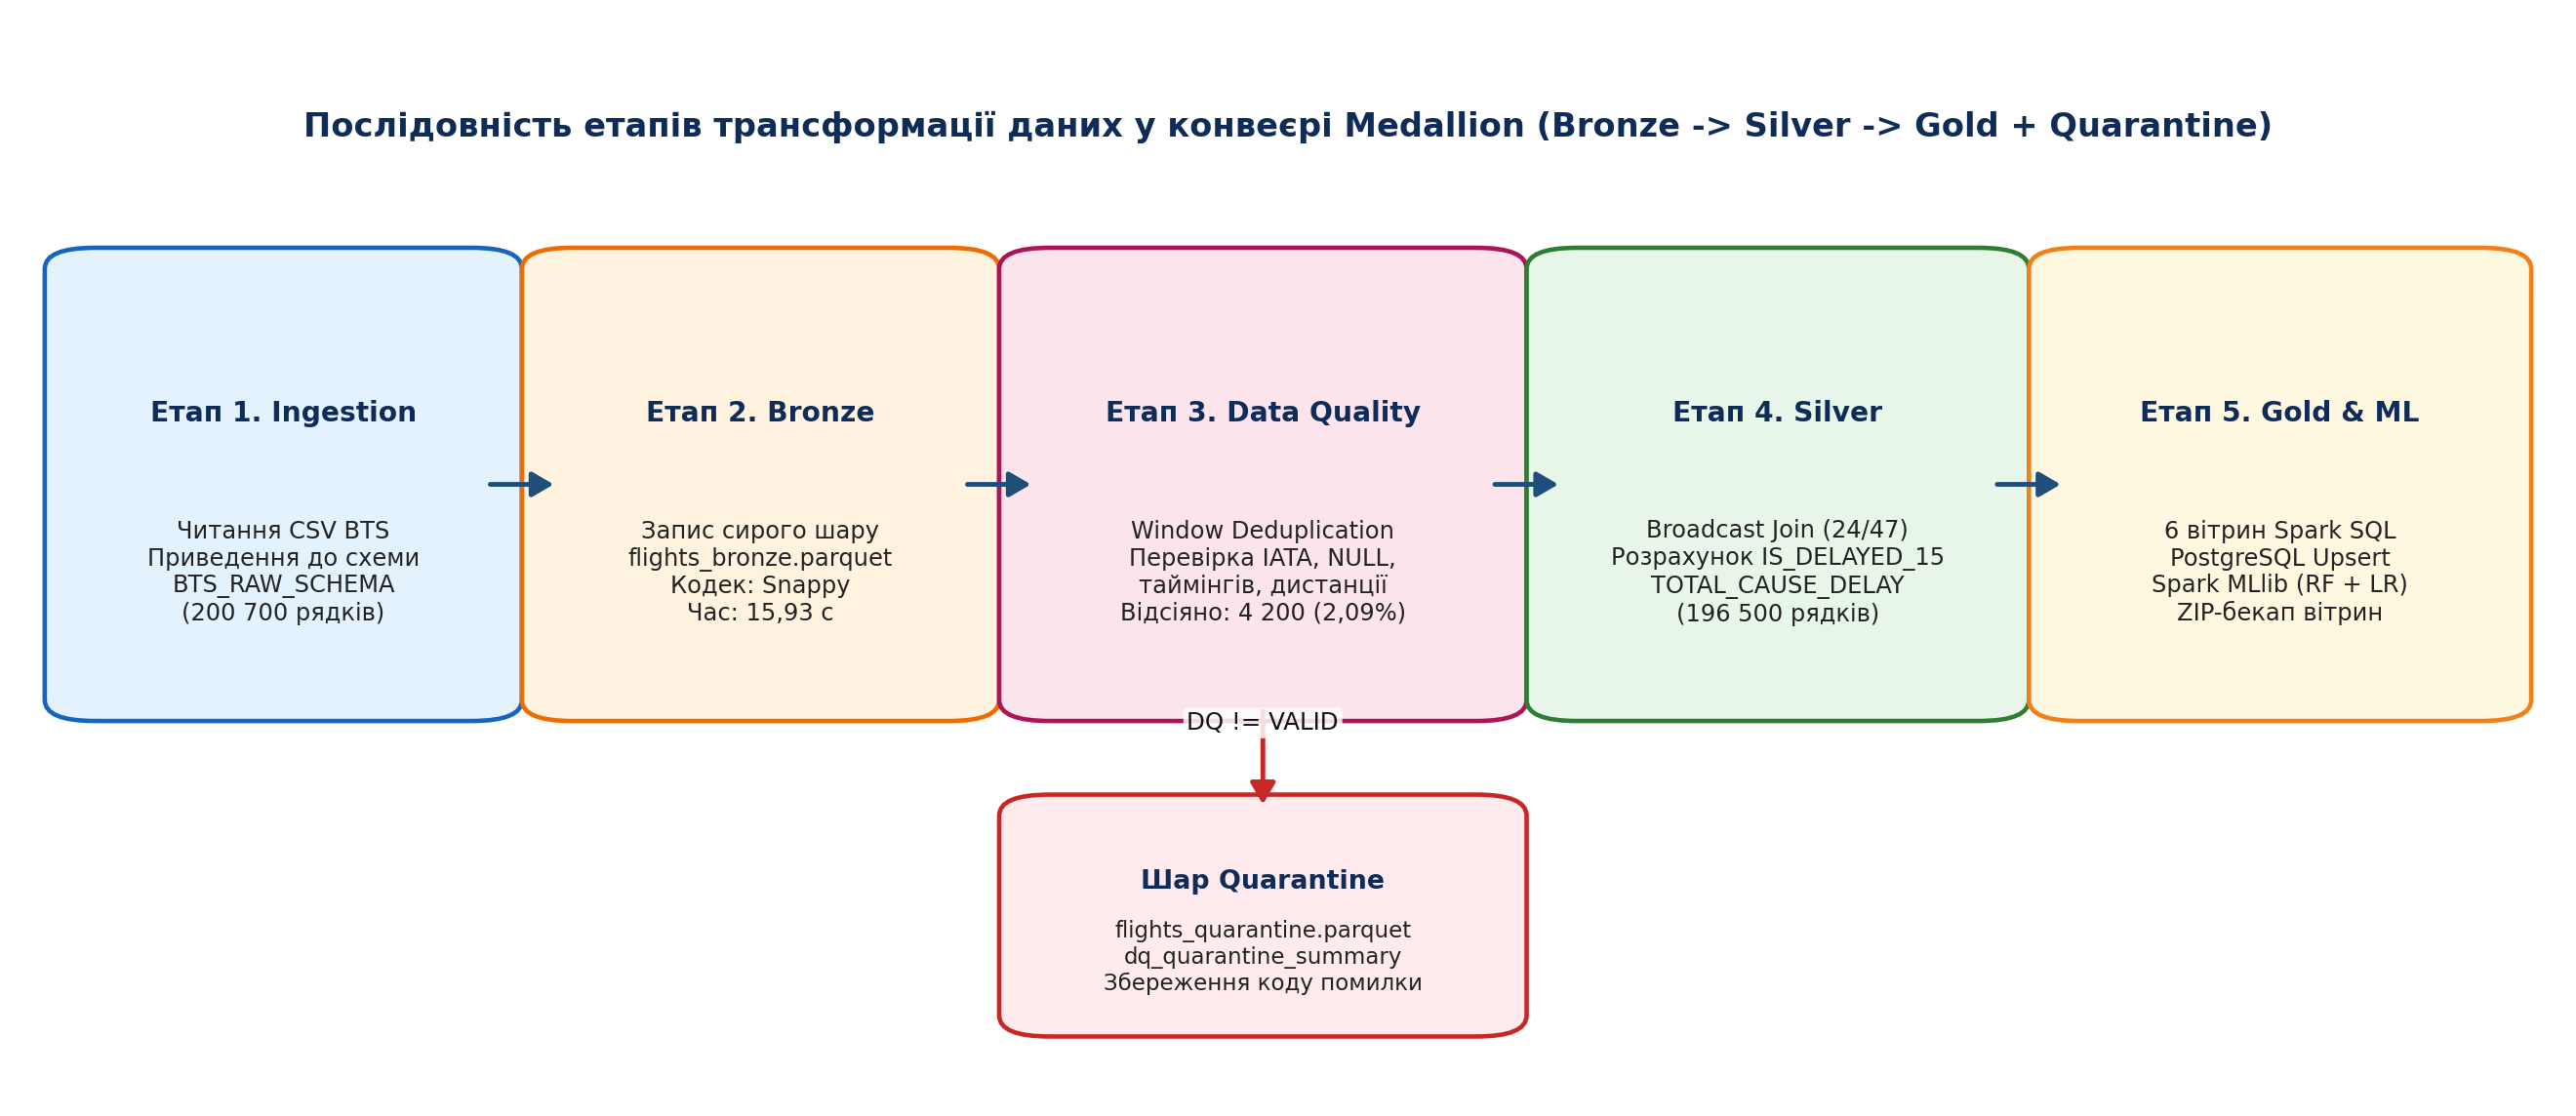 Послідовність етапів трансформації даних у конвеєрі Medallion (Bronze -> Silver -> Gold + Quarantine)
Етап 1. Ingestion
Читання CSV BTS
Приведення до схеми
BTS_RAW_SCHEMA
(200 700 рядків)
Етап 2. Bronze
Запис сирого шару
flights_bronze.parquet
Кодек: Snappy
Час: 15,93 с
Етап 3. Data Quality
Window Deduplication
Перевірка IATA, NULL,
таймінгів, дистанції
Відсіяно: 4 200 (2,09%)
Етап 4. Silver
Broadcast Join (24/47)
Розрахунок IS_DELAYED_15
TOTAL_CAUSE_DELAY
(196 500 рядків)
Етап 5. Gold & ML
6 вітрин Spark SQL
PostgreSQL Upsert
Spark MLlib (RF + LR)
ZIP-бекап вітрин
DQ != VALID
Шар Quarantine
flights_quarantine.parquet
dq_quarantine_summary
Збереження коду помилки